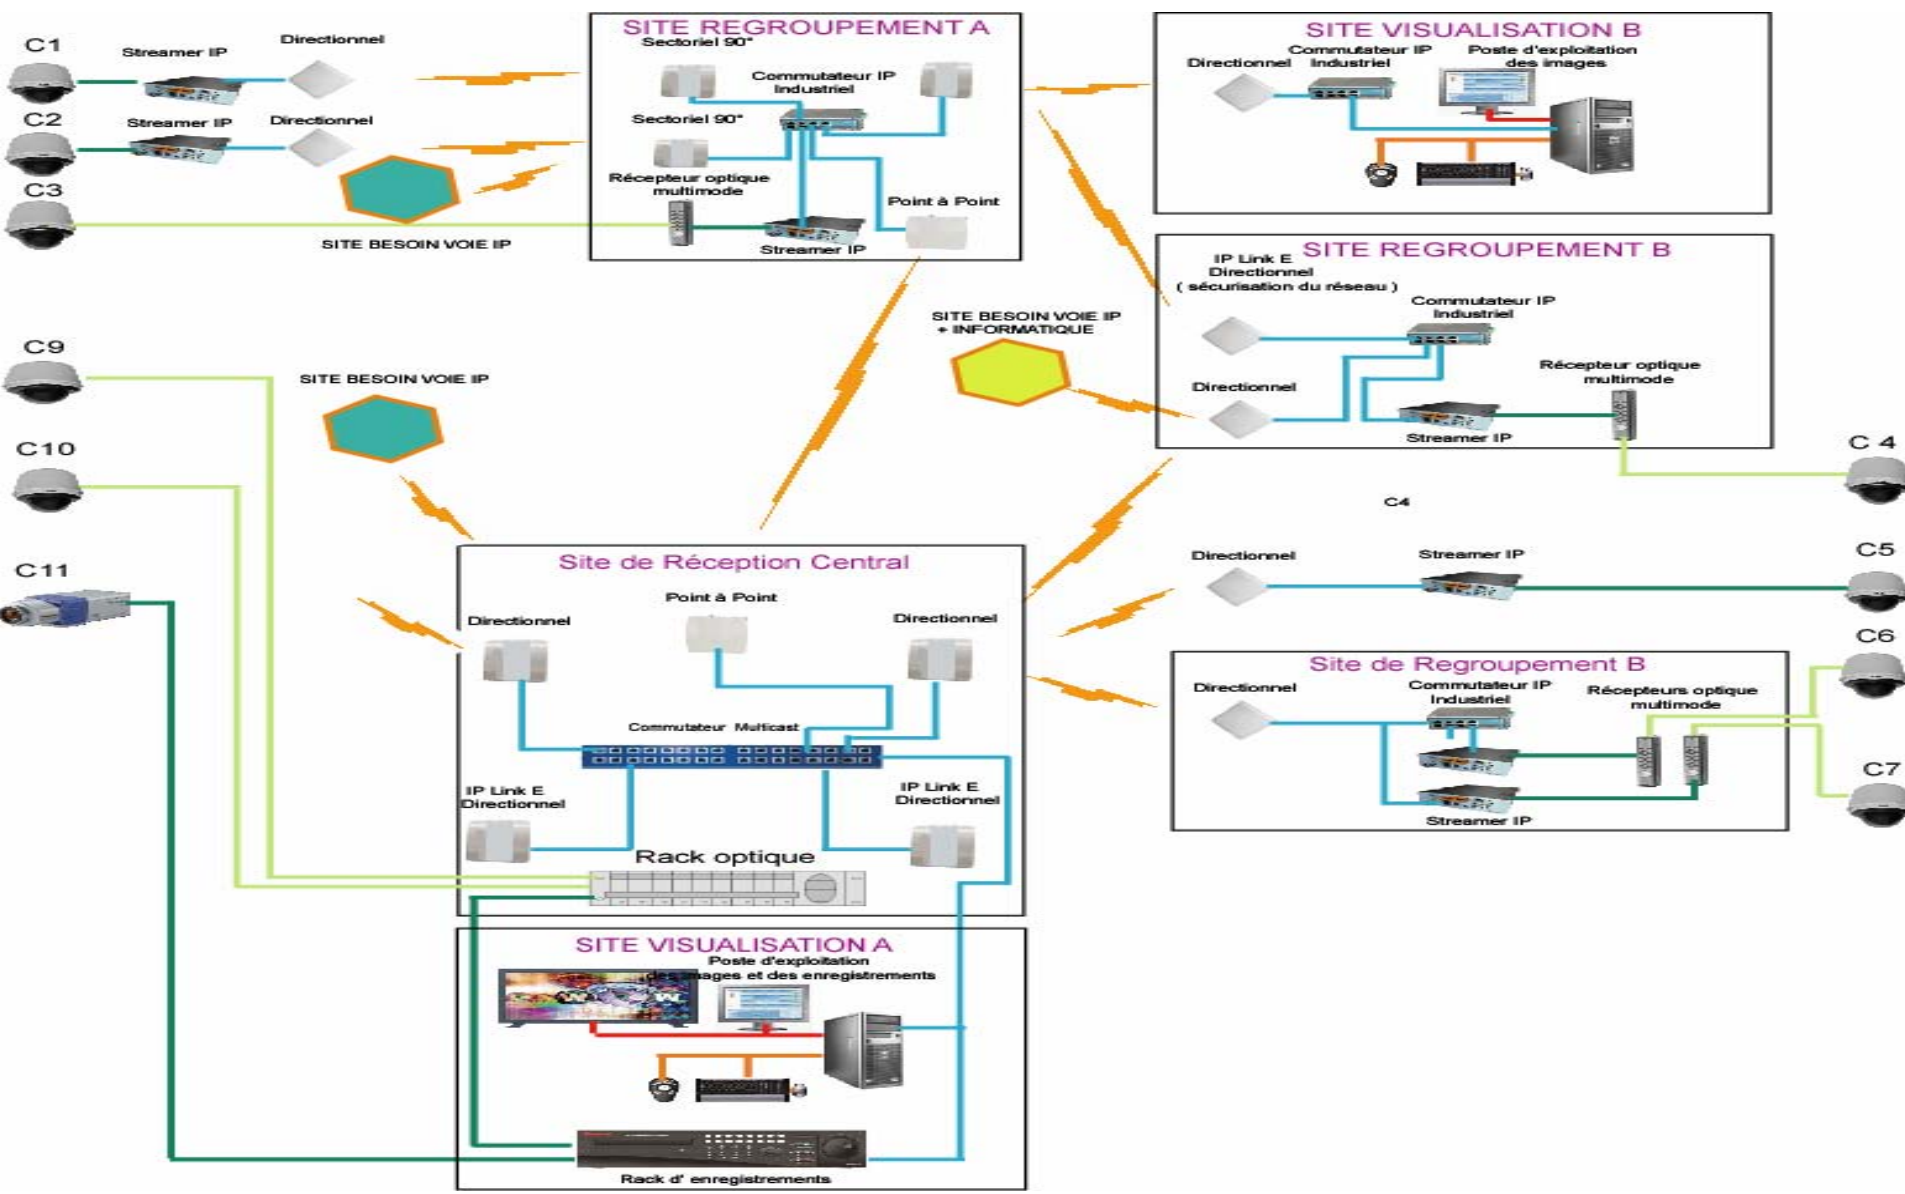 C1
Streamer IP
Directionnel
C2
Streamer IP
Directionnel
C3
SITE BESOIN VOIE IP
SITE REGROUPEMENT A
Sectoriel 90°
Commutateur IP
Industriel
Sectoriel 90°
Récepteur optique
multimode
Point à Point
Streamer IP
SITE VISUALISATION B
Directionnel
Commutateur IP
Industriel
Poste d'exploitation
des images
SITE REGROUPEMENT B
IP Link E
Directionnel
( sécurisation du réseau )
Commutateur IP
Industriel
Directionnel
Récepteur optique
multimode
Streamer IP
SITE BESOIN VOIE IP
+ INFORMATIQUE
C9
SITE BESOIN VOIE IP
C10
C11
C 4
C4
Directionnel
Streamer IP
C5
C6
Site de Regroupement B
Directionnel
Commutateur IP
Industriel
Récepteurs optique
multimode
Streamer IP
C7
Site de Réception Central
Point à Point
Directionnel
Directionnel
Commutateur Multicast
IP Link E
Directionnel
IP Link E
Directionnel
Rack optique
SITE VISUALISATION A
Poste d'exploitation
des images et des enregistrements
Rack d' enregistrements